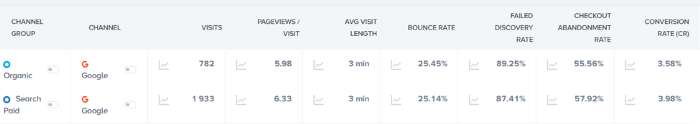 CHANNEL GROUP CHANNEL VISITS PAGEVIEWS / VISIT AVG VISIT LENGTH BOUNCE RATE FAILED DISCOVERY RATE CHECKOUT ABANDONMENT RATE CONVERSION RATE (CR)
Organic Google 782 5.98 3 min 25.45% 89.25% 55.56% 3.58%
Search Paid Google 1 933 6.33 3 min 25.14% 87.41% 57.92% 3.98%